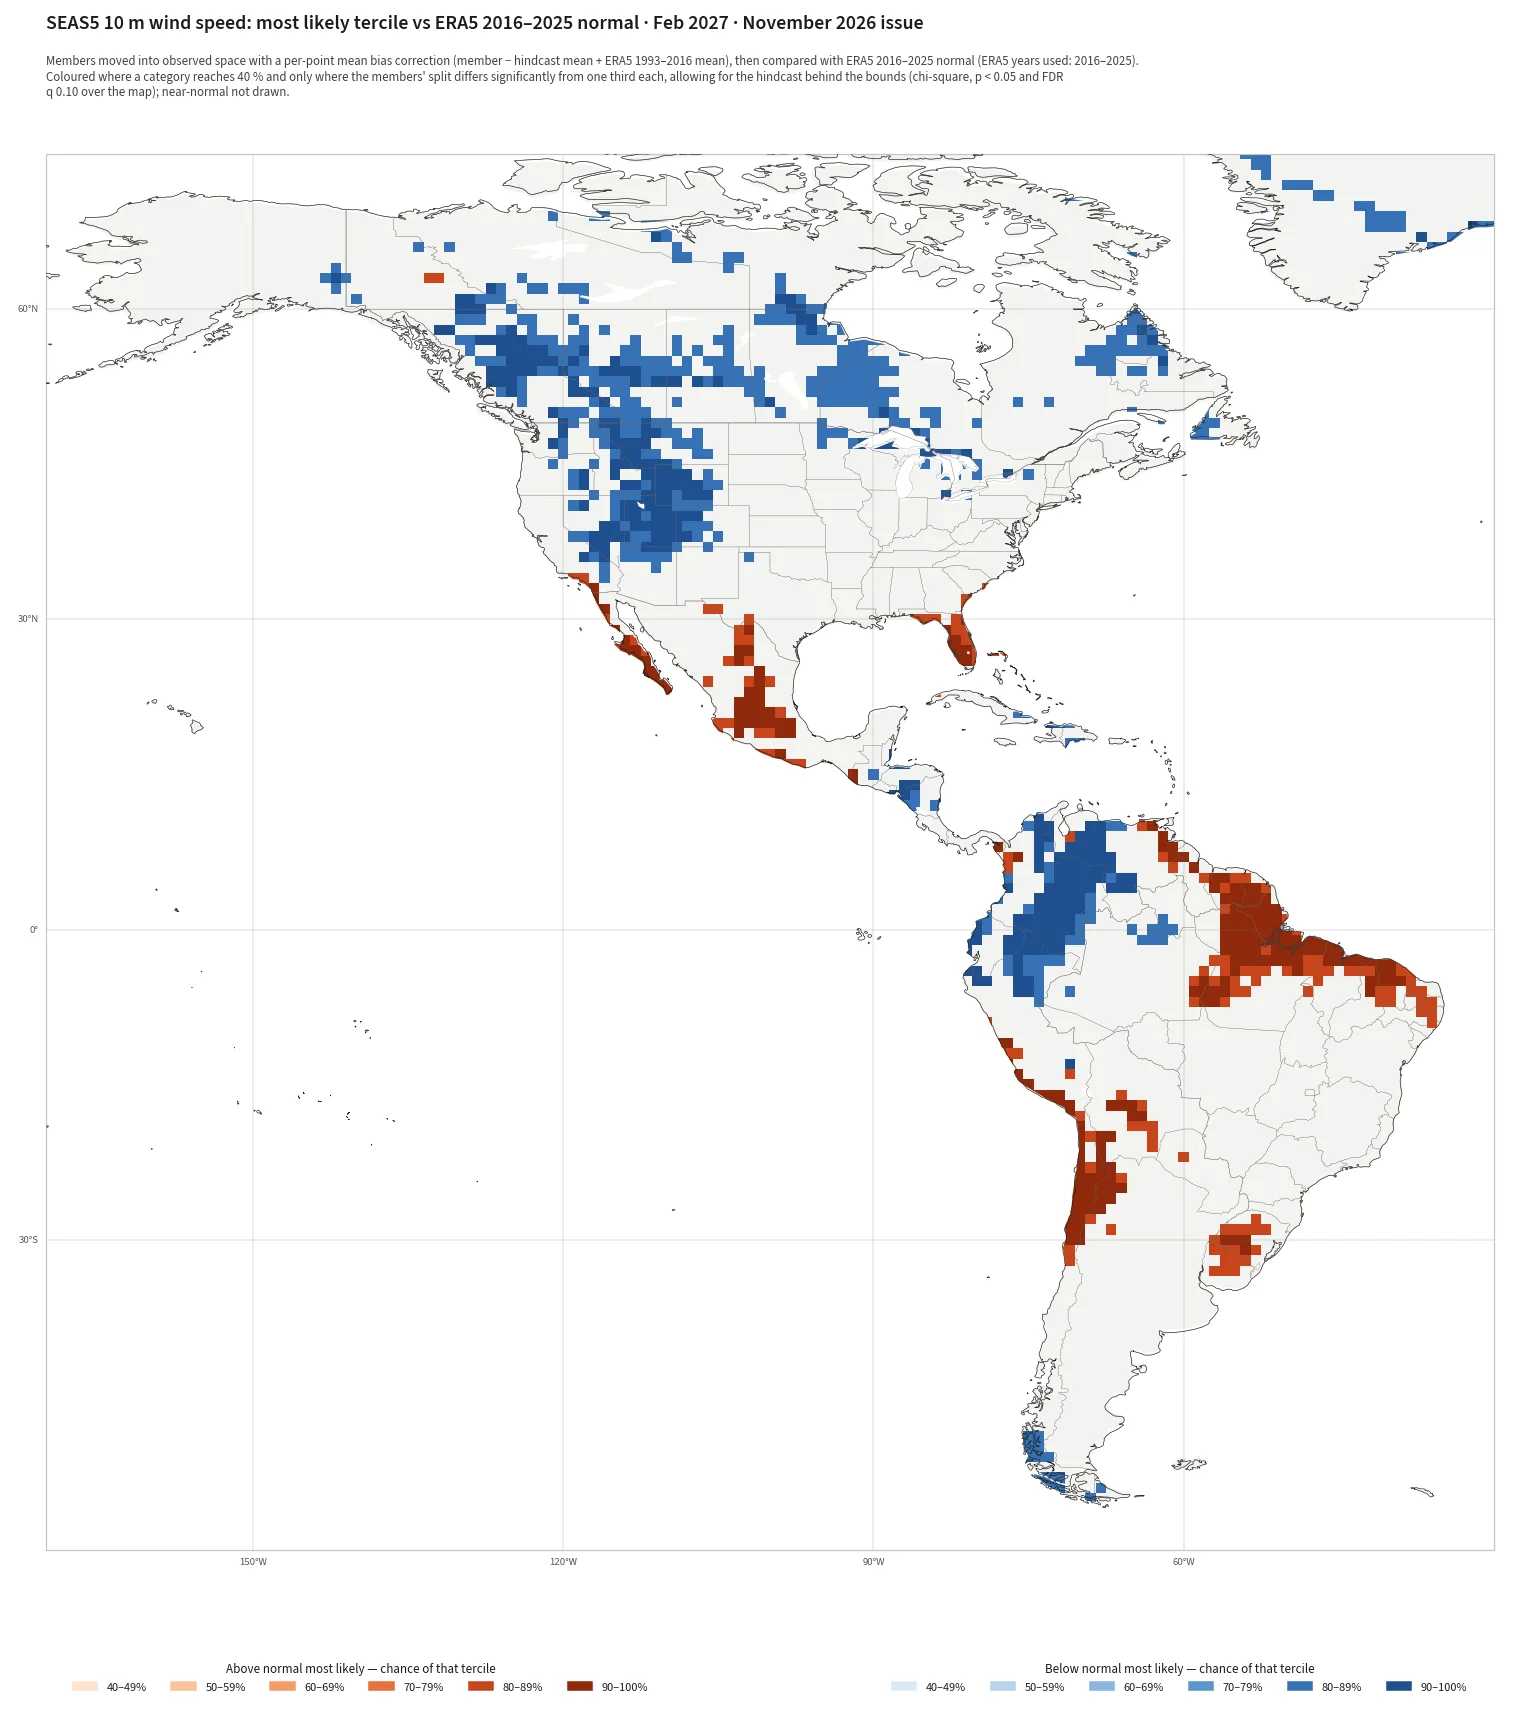 SEAS5 10 m wind speed: most likely tercile vs ERA5 2016–2025 normal · Feb 2027 · November 2026 issue
Members moved into observed space with a per-point mean bias correction (member − hindcast mean + ERA5 1993–2016 mean), then compared with ERA5 2016–2025 normal (ERA5 years used: 2016–2025).
Coloured where a category reaches 40 % and only where the members' split differs significantly from one third each, allowing for the hindcast behind the bounds (chi-square, p < 0.05 and FDR
q 0.10 over the map); near-normal not drawn.
60°N
30°N
0°
30°S
150°W
120°W
90°W
60°W
Above normal most likely — chance of that tercile
40–49%
50–59%
60–69%
70–79%
80–89%
90–100%
Below normal most likely — chance of that tercile
40–49%
50–59%
60–69%
70–79%
80–89%
90–100%